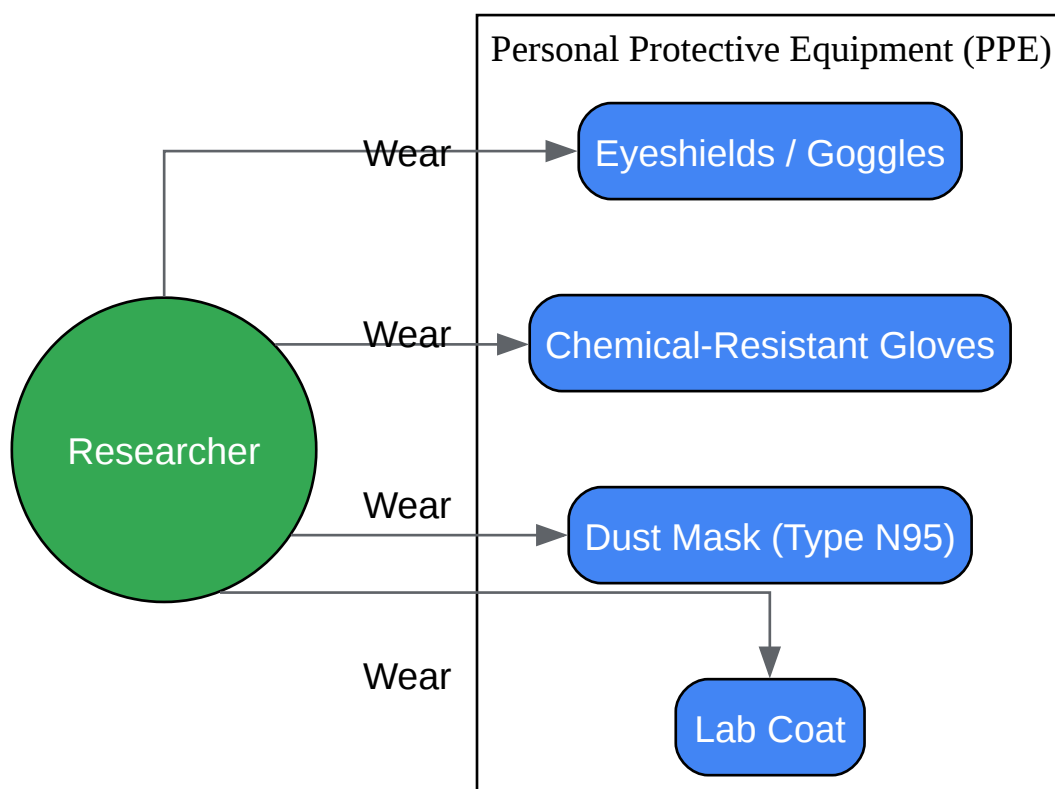 Personal Protective Equipment (PPE)
Wear
Eyeshields / Goggles
Wear
Chemical-Resistant Gloves
Researcher
Wear
Dust Mask (Type N95)
Wear
Lab Coat